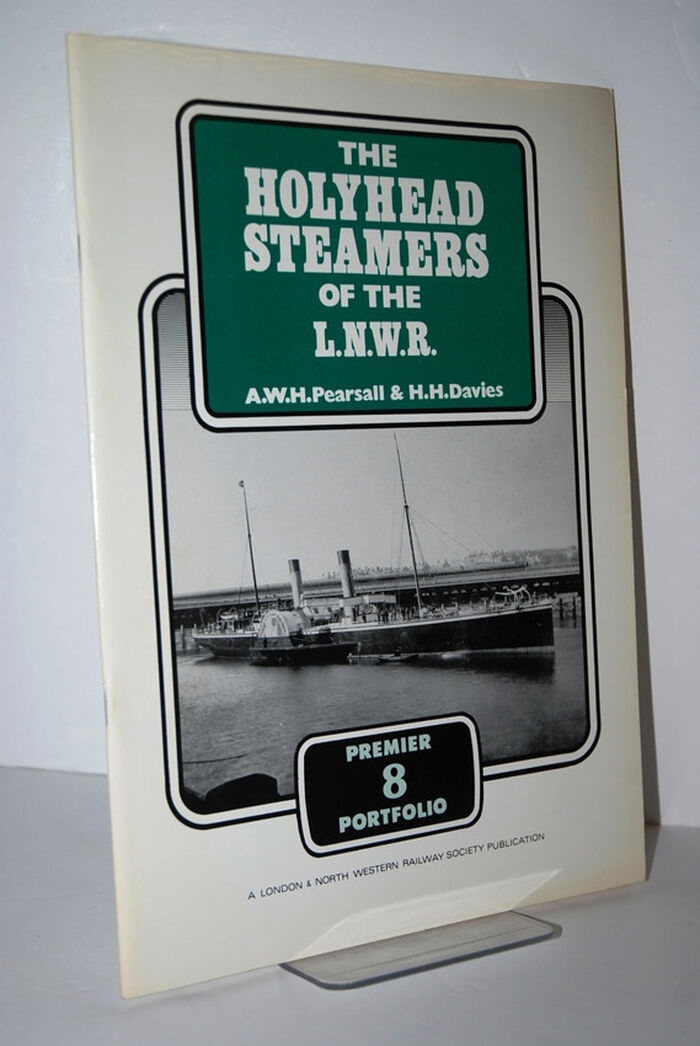 THE
HOLYHEAD
STEAMERS
OF THE
L.N.W.R.
A.W.H.Pearsall & H.H.Davies
PREMIER
8
PORTFOLIO
A LONDON & NORTH WESTERN RAILWAY SOCIETY PUBLICATION